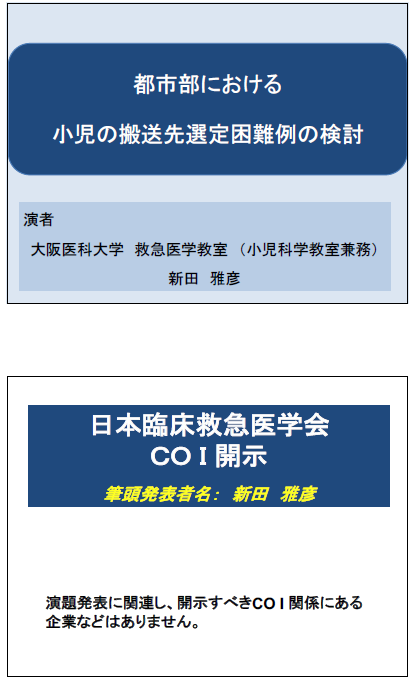 都市部における
小児の搬送先選定困難例の検討
演者
大阪医科大学　救急医学教室　（小児科学教室兼務）
新田　雅彦
日本臨床救急医学会
ＣＯ Ｉ 開示
筆頭発表者名：　新田　雅彦
演題発表に関連し、開示すべきCO I 関係にある
企業などはありません。